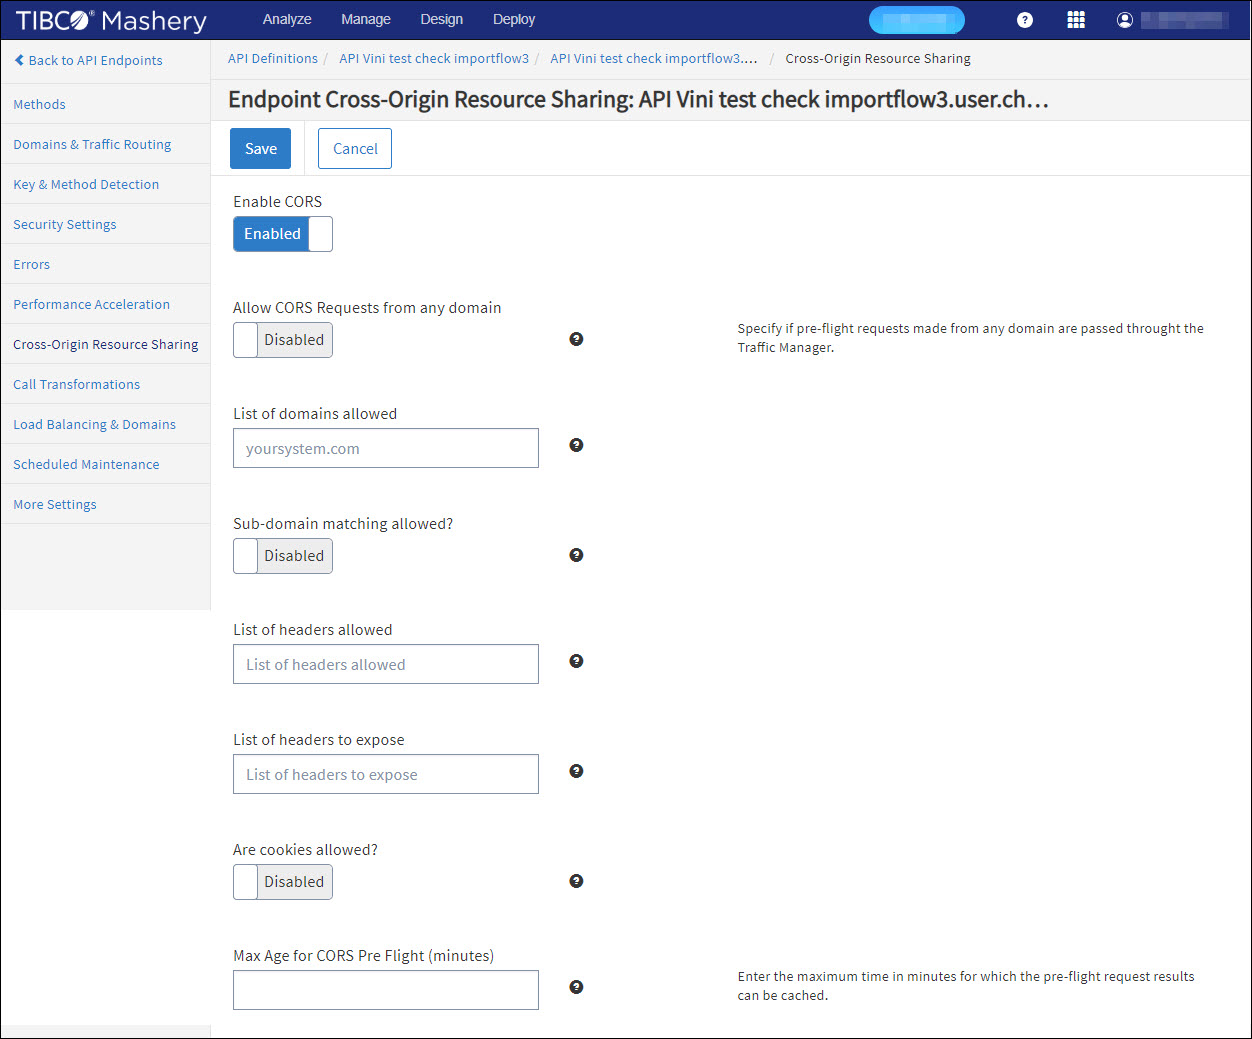 TIBCO® Mashery Analyze Manage Design Deploy
Back to API Endpoints
Methods
Domains & Traffic Routing
Key & Method Detection
Security Settings
Errors
Performance Acceleration
Cross-Origin Resource Sharing
Call Transformations
Load Balancing & Domains
Scheduled Maintenance
More Settings
API Definitions / API Vini test check importflow3 / API Vini test check importflow3.... / Cross-Origin Resource Sharing
Endpoint Cross-Origin Resource Sharing: API Vini test check importflow3.user.ch...
Save Cancel
Enable CORS
Enabled
Allow CORS Requests from any domain
Disabled
Specify if pre-flight requests made from any domain are passed throught the
Traffic Manager.
List of domains allowed
yoursystem.com
Sub-domain matching allowed?
Disabled
List of headers allowed
List of headers allowed
List of headers to expose
List of headers to expose
Are cookies allowed?
Disabled
Max Age for CORS Pre Flight (minutes)
Enter the maximum time in minutes for which the pre-flight request results
can be cached.